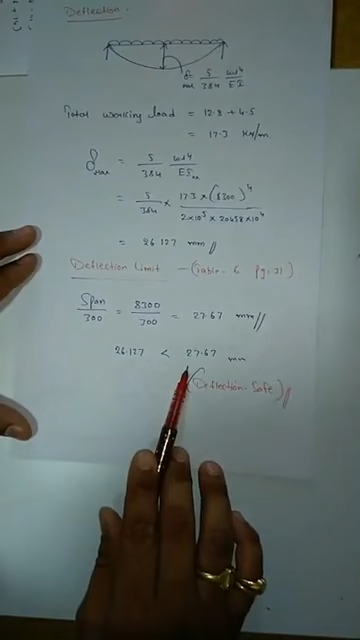 Deflection.
δmax 5/384 wl⁴/EI
Total working load = 12.8 + 4.5
= 17.3 KN/m
δmax = 5/384 wl⁴/EIxx
= 5/384 × 17.3 × (8300)⁴ / 2×10⁵ × 20458 × 10⁴
= 26.127 mm //
Deflection Limit - (Table - 6 Pg. 31)
Span/300 = 8300/300 = 27.67 mm //
26.127 < 27.67 mm
(Deflection - Safe) //